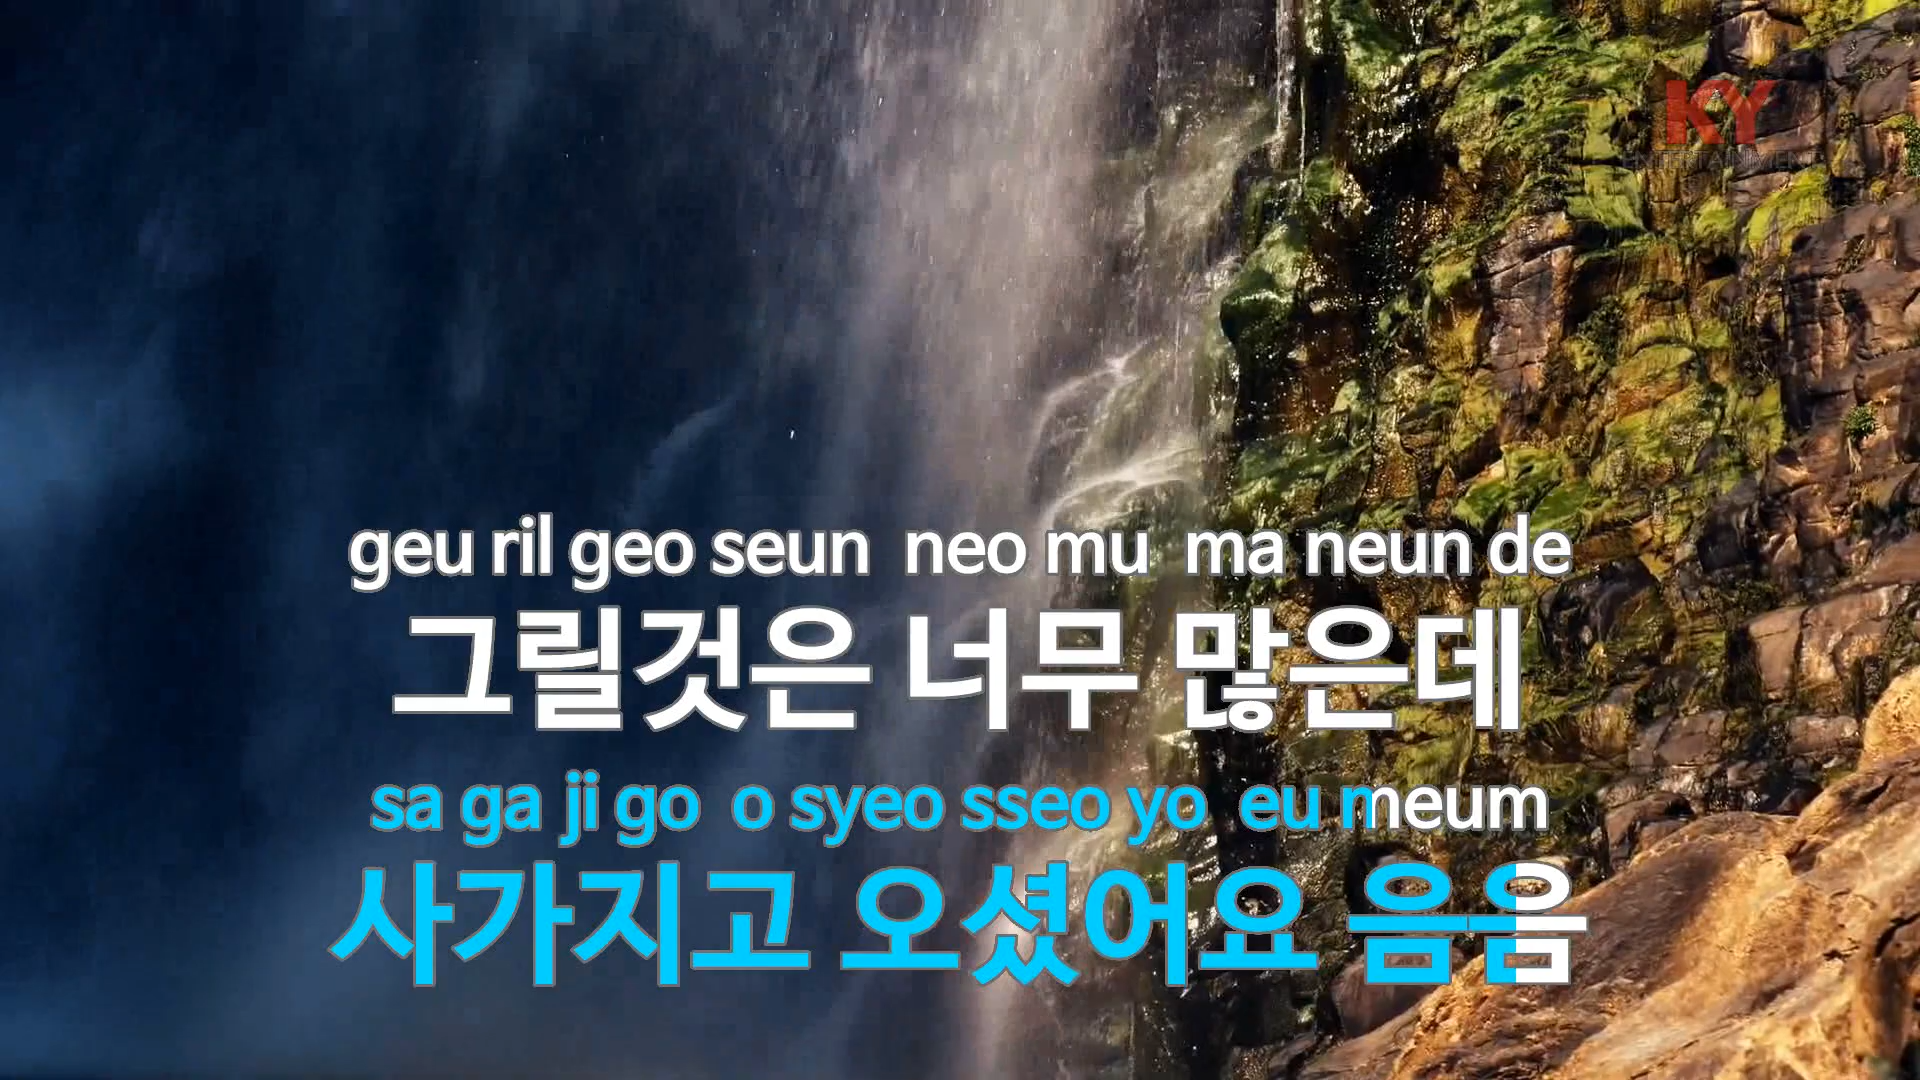 KY
ENTERTAINMENT
geu ril geo seun neo mu ma neun de
그릴것은 너무 많은데
sa ga ji go o syeo sseo yo eu meum
사가지고 오셨어요 음음